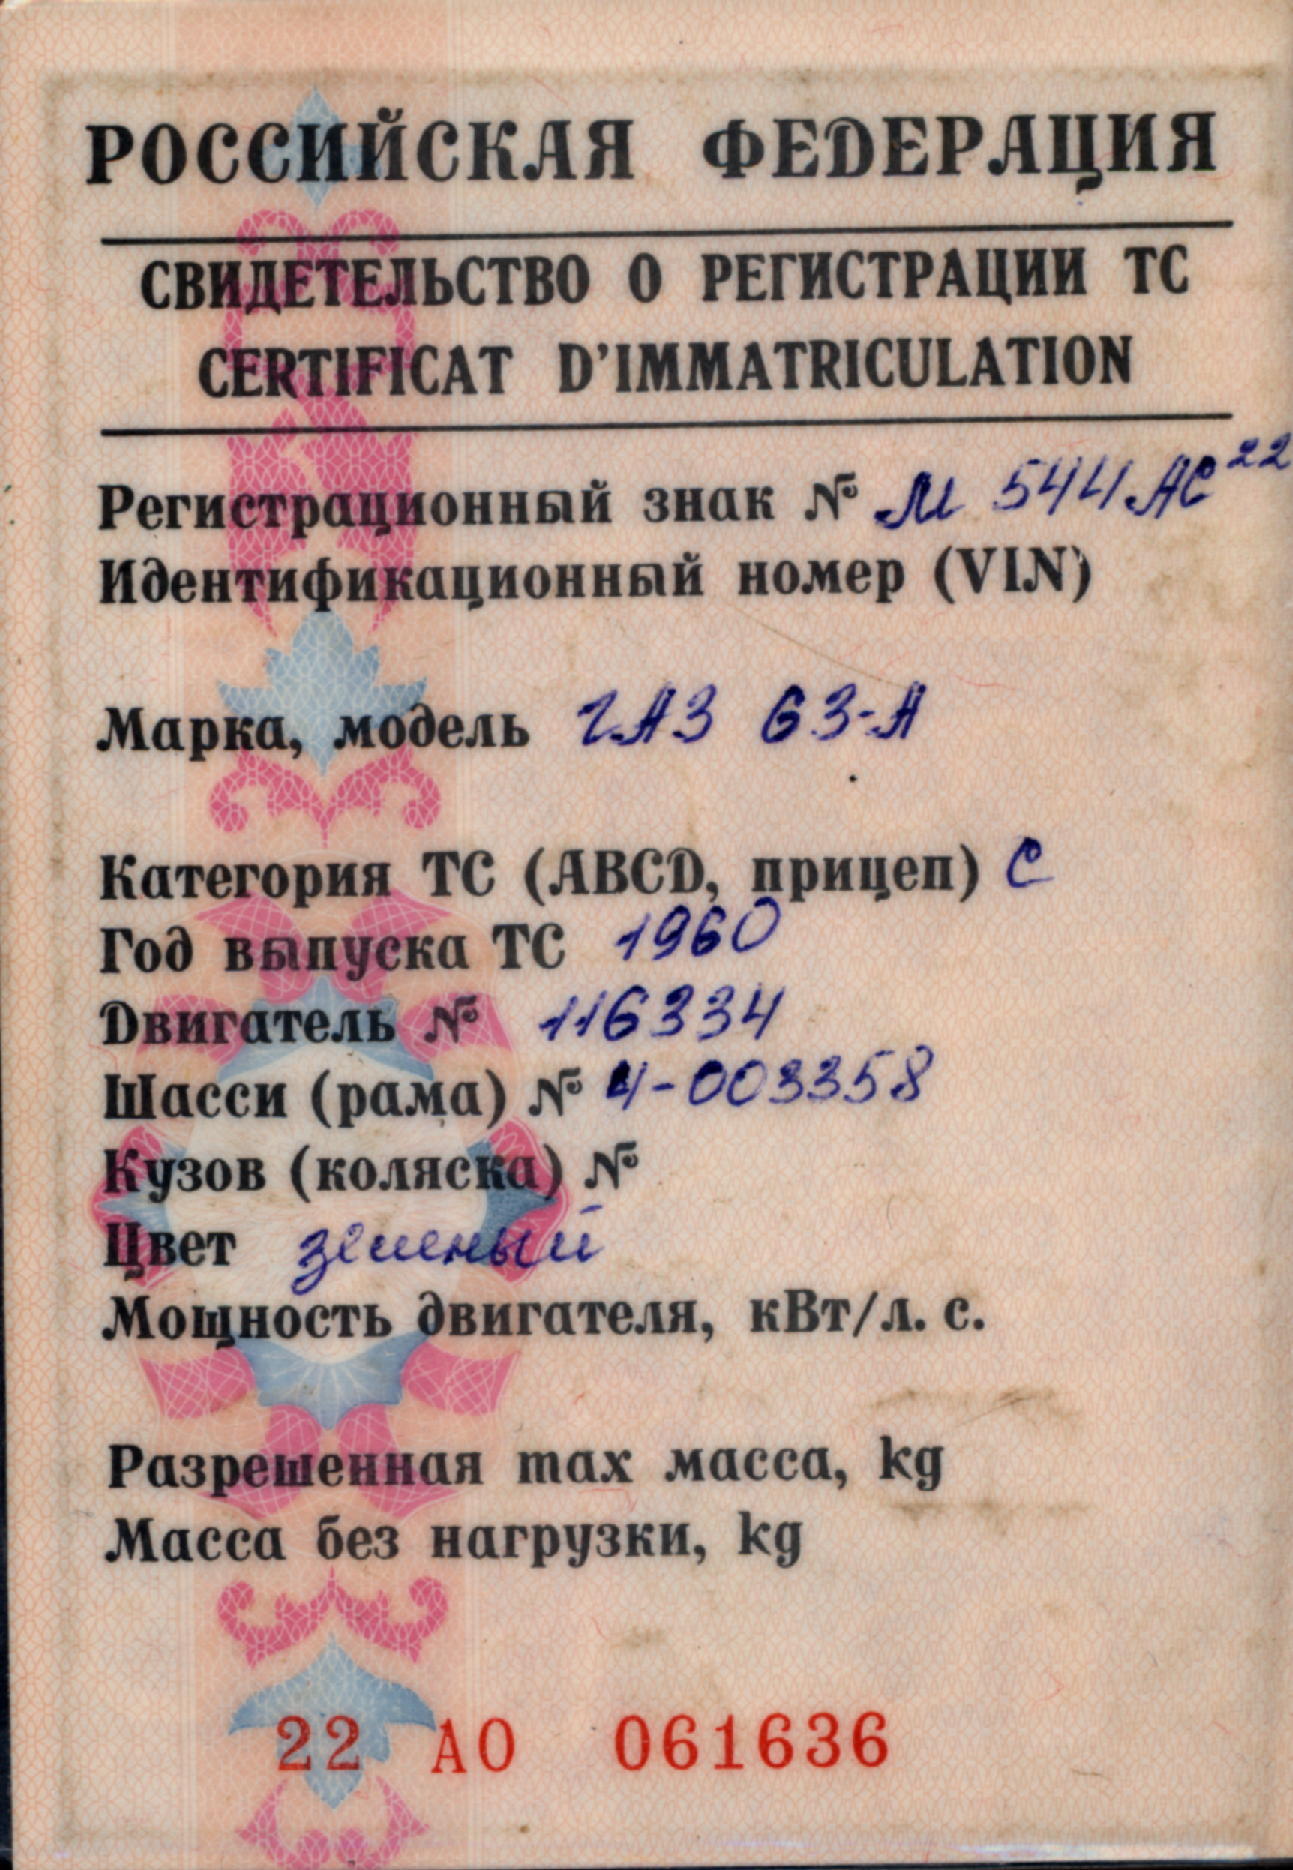 РОССИЙСКАЯ ФЕДЕРАЦИЯ
СВИДЕТЕЛЬСТВО О РЕГИСТРАЦИИ ТС
CERTIFICAT D'IMMATRICULATION
Регистрационный знак № М 544 АС 22
Идентификационный номер (VIN)
Марка, модель ГАЗ 63-А
Категория ТС (ABCD, прицеп) С
Год выпуска ТС 1960
Двигатель № 116334
Шасси (рама) № 4-003358
Кузов (коляска) №
Цвет зеленый
Мощность двигателя, кВт/л. с.
Разрешенная max масса, kg
Масса без нагрузки, kg
22 АО 061636